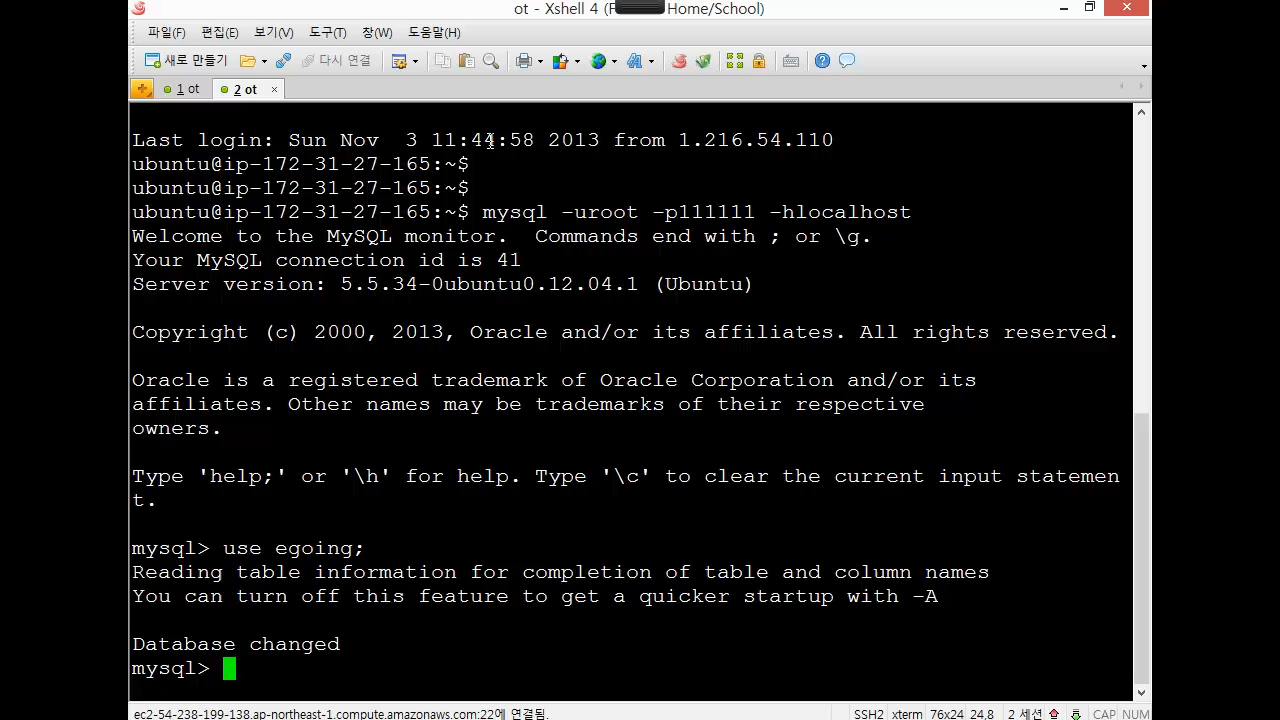 ot - Xshell 4 (F Home/School)
파일(F) 편집(E) 보기(V) 도구(T) 창(W) 도움말(H)
새로 만들기 다시 연결
1 ot 2 ot ×
Last login: Sun Nov  3 11:44:58 2013 from 1.216.54.110
ubuntu@ip-172-31-27-165:~$
ubuntu@ip-172-31-27-165:~$
ubuntu@ip-172-31-27-165:~$ mysql -uroot -p111111 -hlocalhost
Welcome to the MySQL monitor.  Commands end with ; or \g.
Your MySQL connection id is 41
Server version: 5.5.34-0ubuntu0.12.04.1 (Ubuntu)
Copyright (c) 2000, 2013, Oracle and/or its affiliates. All rights reserved.
Oracle is a registered trademark of Oracle Corporation and/or its
affiliates. Other names may be trademarks of their respective
owners.
Type 'help;' or '\h' for help. Type '\c' to clear the current input statemen
t.
mysql> use egoing;
Reading table information for completion of table and column names
You can turn off this feature to get a quicker startup with -A
Database changed
mysql>
ec2-54-238-199-138.ap-northeast-1.compute.amazonaws.com:22에 연결됨. SSH2 xterm 76x24 24,8 2 세션 CAP NUM